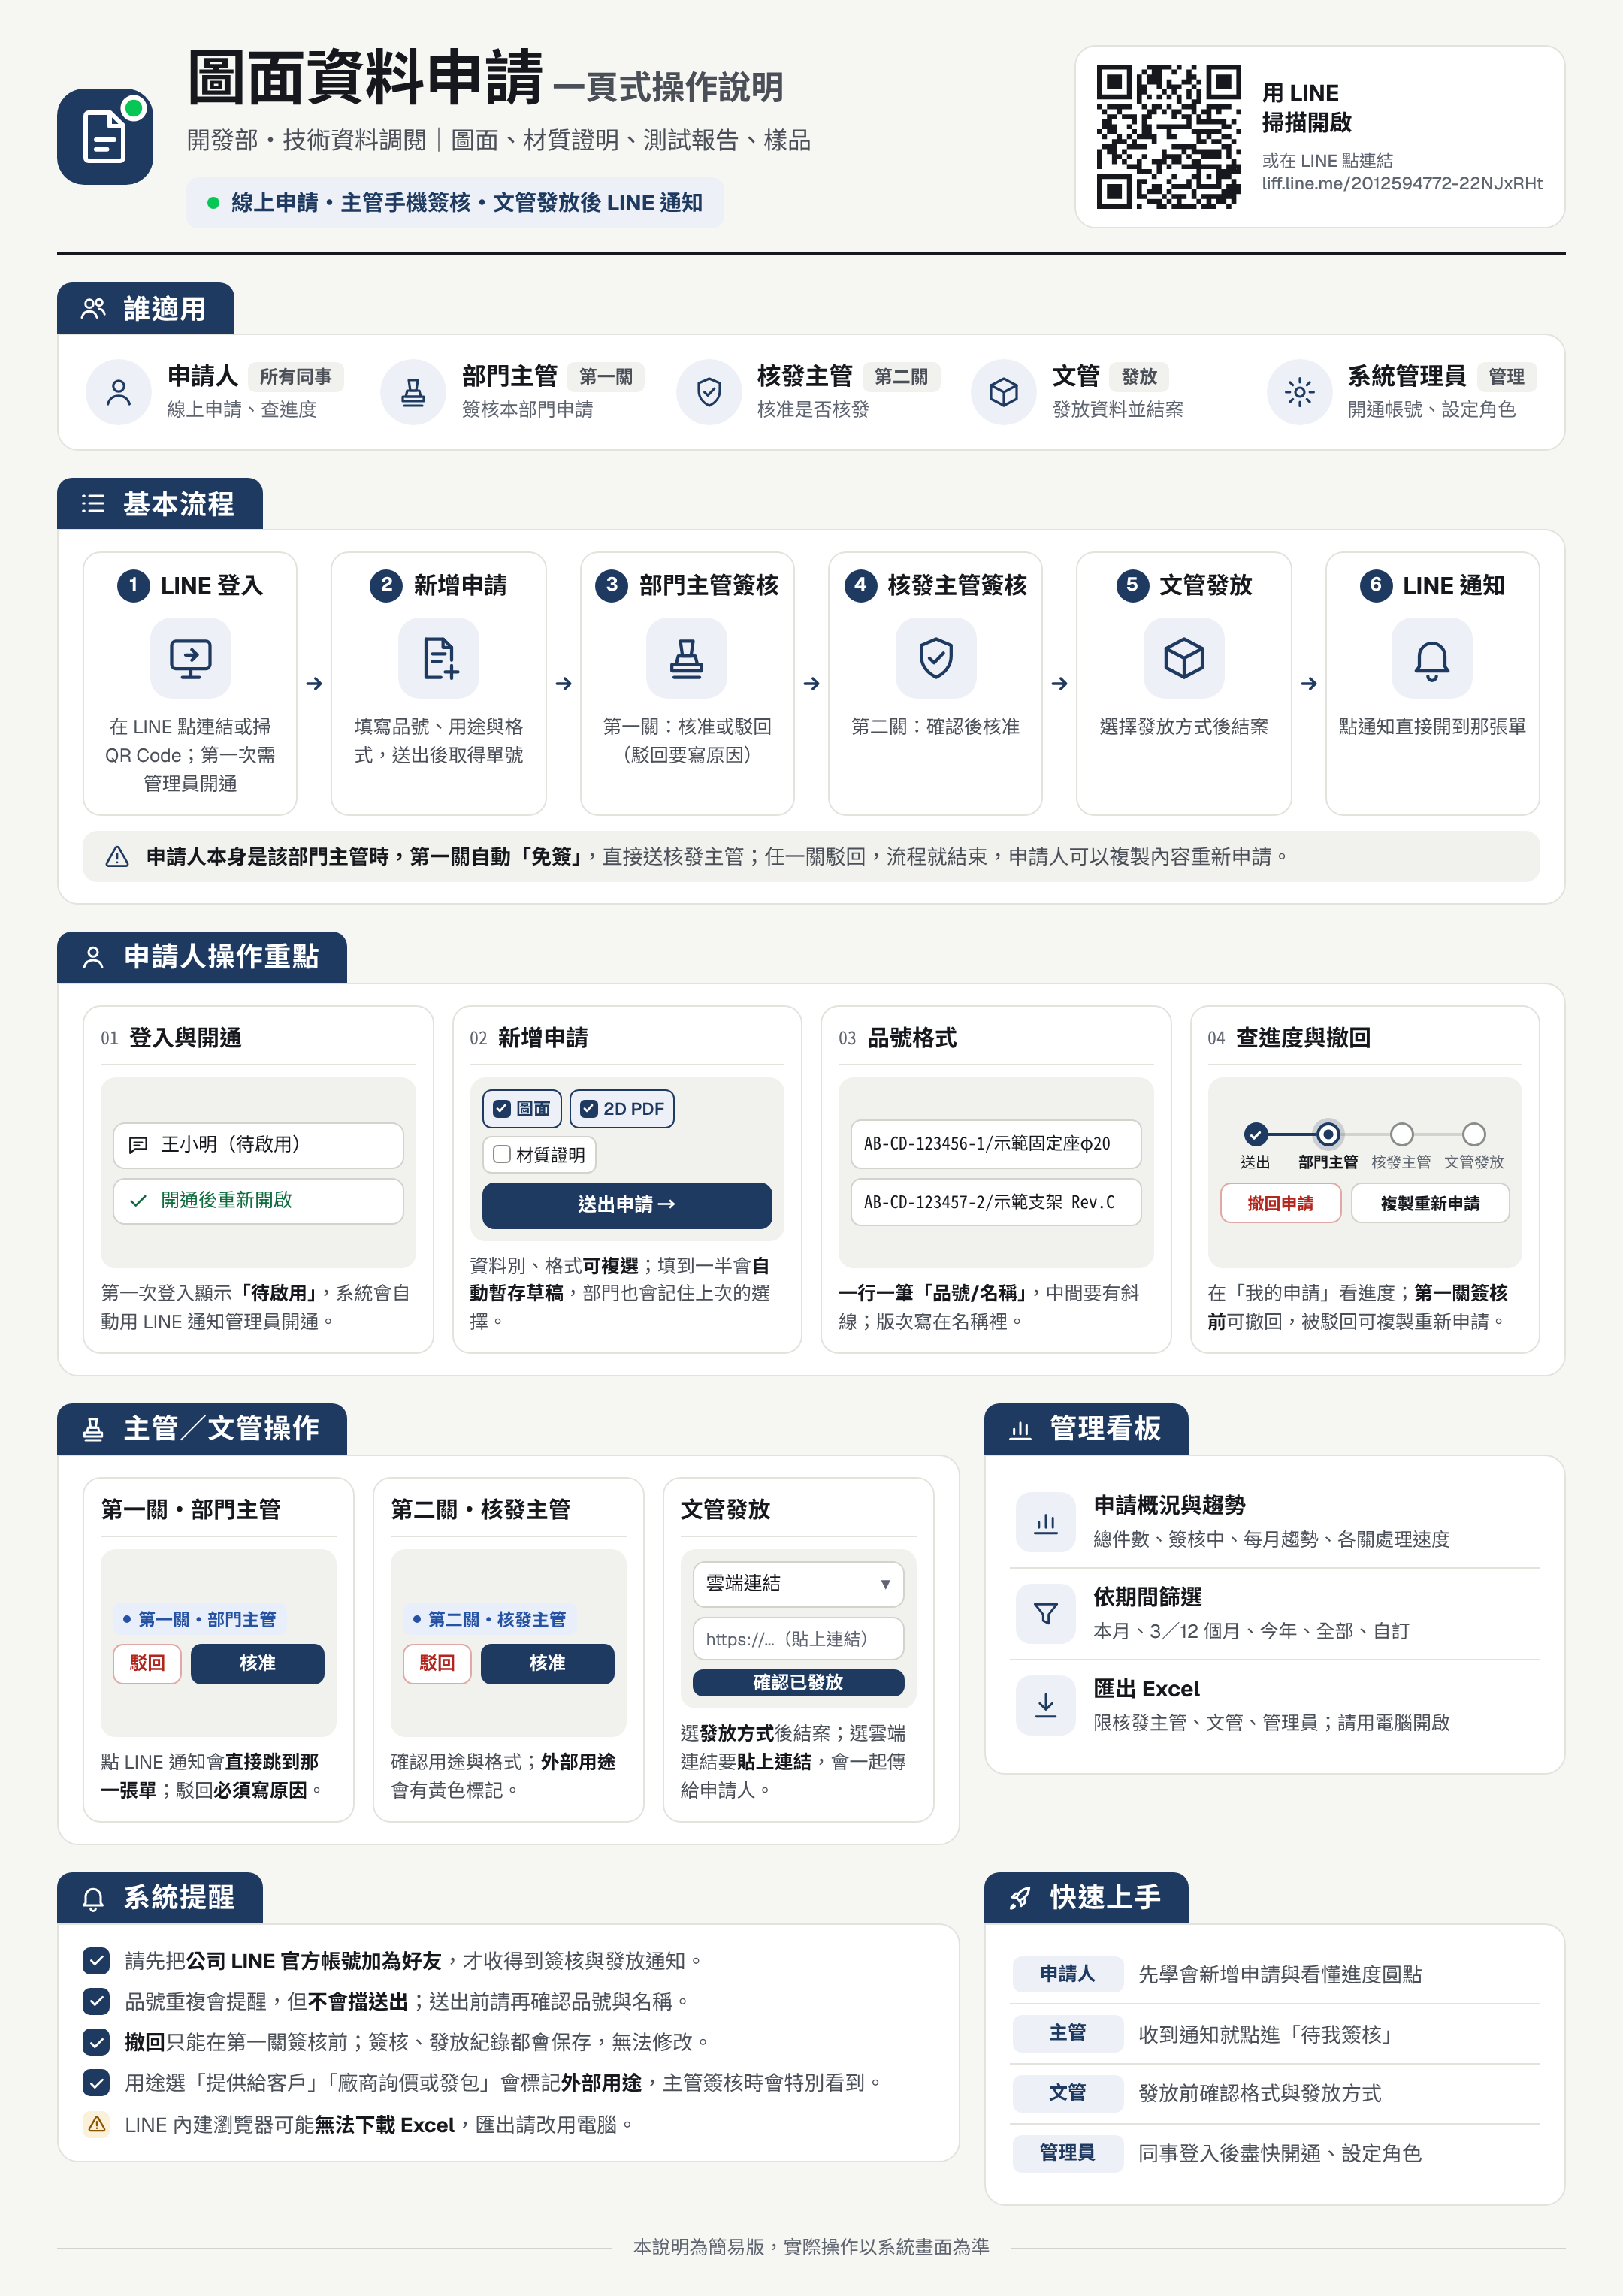 圖面資料申請 一頁式操作說明
開發部・技術資料調閱｜圖面、材質證明、測試報告、樣品
線上申請・主管手機簽核・文管發放後 LINE 通知
用 LINE
掃描開啟
或在 LINE 點連結
liff.line.me/2012594772-22NJxRHt
誰適用
申請人 所有同事
線上申請、查進度
部門主管 第一關
簽核本部門申請
核發主管 第二關
核准是否核發
文管 發放
發放資料並結案
系統管理員 管理
開通帳號、設定角色
基本流程
1 LINE 登入
在 LINE 點連結或掃
QR Code；第一次需
管理員開通
2 新增申請
填寫品號、用途與格
式，送出後取得單號
3 部門主管簽核
第一關：核准或駁回
（駁回要寫原因）
4 核發主管簽核
第二關：確認後核准
5 文管發放
選擇發放方式後結案
6 LINE 通知
點通知直接開到那張單
申請人本身是該部門主管時，第一關自動「免簽」，直接送核發主管；任一關駁回，流程就結束，申請人可以複製內容重新申請。
申請人操作重點
01 登入與開通
王小明（待啟用）
開通後重新開啟
第一次登入顯示「待啟用」，系統會自
動用 LINE 通知管理員開通。
02 新增申請
圖面 2D PDF
材質證明
送出申請 →
資料別、格式可複選；填到一半會自
動暫存草稿，部門也會記住上次的選
擇。
03 品號格式
AB-CD-123456-1/示範固定座φ20
AB-CD-123457-2/示範支架 Rev.C
一行一筆「品號/名稱」，中間要有斜
線；版次寫在名稱裡。
04 查進度與撤回
送出 部門主管 核發主管 文管發放
撤回申請 複製重新申請
在「我的申請」看進度；第一關簽核
前可撤回，被駁回可複製重新申請。
主管／文管操作
第一關・部門主管
第一關・部門主管
駁回 核准
點 LINE 通知會直接跳到那
一張單；駁回必須寫原因。
第二關・核發主管
第二關・核發主管
駁回 核准
確認用途與格式；外部用途
會有黃色標記。
文管發放
雲端連結 ▼
https://…（貼上連結）
確認已發放
選發放方式後結案；選雲端
連結要貼上連結，會一起傳
給申請人。
管理看板
申請概況與趨勢
總件數、簽核中、每月趨勢、各關處理速度
依期間篩選
本月、3／12 個月、今年、全部、自訂
匯出 Excel
限核發主管、文管、管理員；請用電腦開啟
系統提醒
請先把公司 LINE 官方帳號加為好友，才收得到簽核與發放通知。
品號重複會提醒，但不會擋送出；送出前請再確認品號與名稱。
撤回只能在第一關簽核前；簽核、發放紀錄都會保存，無法修改。
用途選「提供給客戶」「廠商詢價或發包」會標記外部用途，主管簽核時會特別看到。
LINE 內建瀏覽器可能無法下載 Excel，匯出請改用電腦。
快速上手
申請人 先學會新增申請與看懂進度圓點
主管 收到通知就點進「待我簽核」
文管 發放前確認格式與發放方式
管理員 同事登入後盡快開通、設定角色
本說明為簡易版，實際操作以系統畫面為準